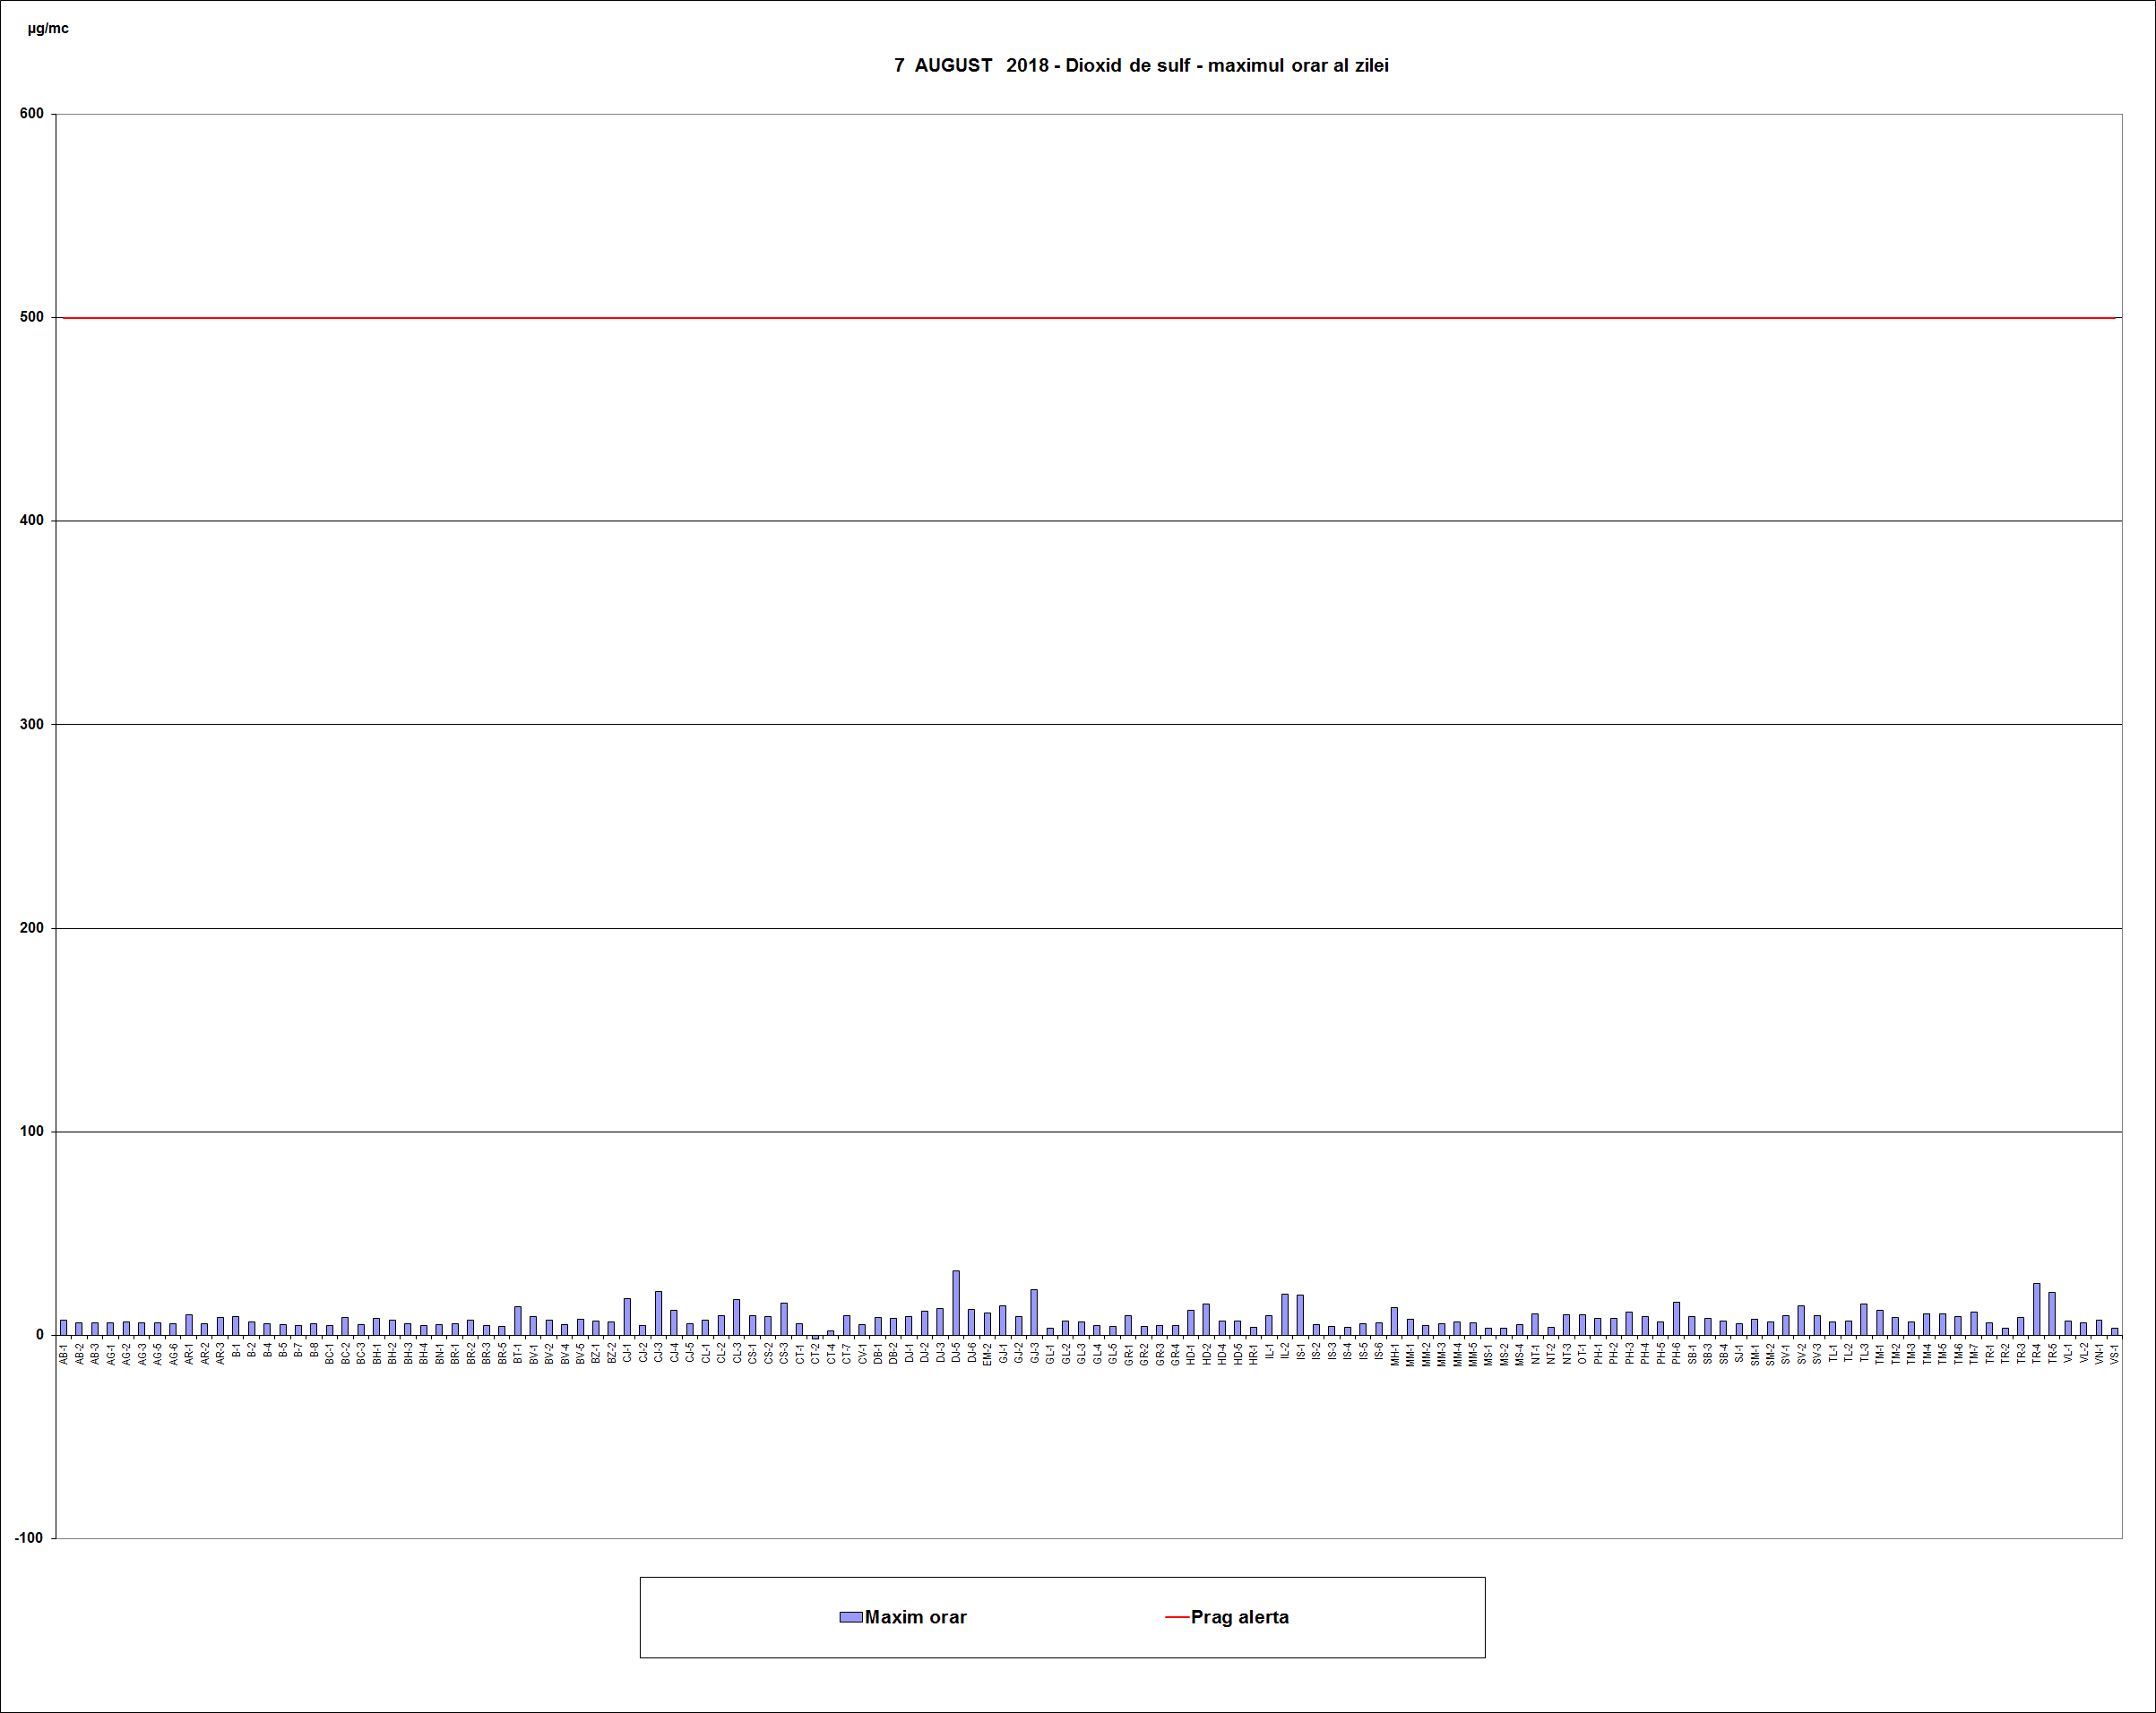 µg/mc
7 AUGUST 2018 - Dioxid de sulf - maximul orar al zilei
600
500
400
300
200
100
0
-100
AB-1 AB-2 AB-3 AG-1 AG-2 AG-3 AG-5 AG-6 AR-1 AR-2 AR-3 B-1 B-2 B-4 B-5 B-7 B-8 BC-1 BC-2 BC-3 BH-1 BH-2 BH-3 BH-4 BN-1 BR-1 BR-2 BR-3 BR-5 BT-1 BV-1 BV-2 BV-4 BV-5 BZ-1 BZ-2 CJ-1 CJ-2 CJ-3 CJ-4 CJ-5 CL-1 CL-2 CL-3 CS-1 CS-2 CS-3 CT-1 CT-2 CT-4 CT-7 CV-1 DB-1 DB-2 DJ-1 DJ-2 DJ-3 DJ-5 DJ-6 EM-2 GJ-1 GJ-2 GJ-3 GL-1 GL-2 GL-3 GL-4 GL-5 GR-1 GR-2 GR-3 GR-4 HD-1 HD-2 HD-4 HD-5 HR-1 IL-1 IL-2 IS-1 IS-2 IS-3 IS-4 IS-5 IS-6 MH-1 MM-1 MM-2 MM-3 MM-4 MM-5 MS-1 MS-2 MS-4 NT-1 NT-2 NT-3 OT-1 PH-1 PH-2 PH-3 PH-4 PH-5 PH-6 SB-1 SB-3 SB-4 SJ-1 SM-1 SM-2 SV-1 SV-2 SV-3 TL-1 TL-2 TL-3 TM-1 TM-2 TM-3 TM-4 TM-5 TM-6 TM-7 TR-1 TR-2 TR-3 TR-4 TR-5 VL-1 VL-2 VN-1 VS-1
Maxim orar Prag alerta